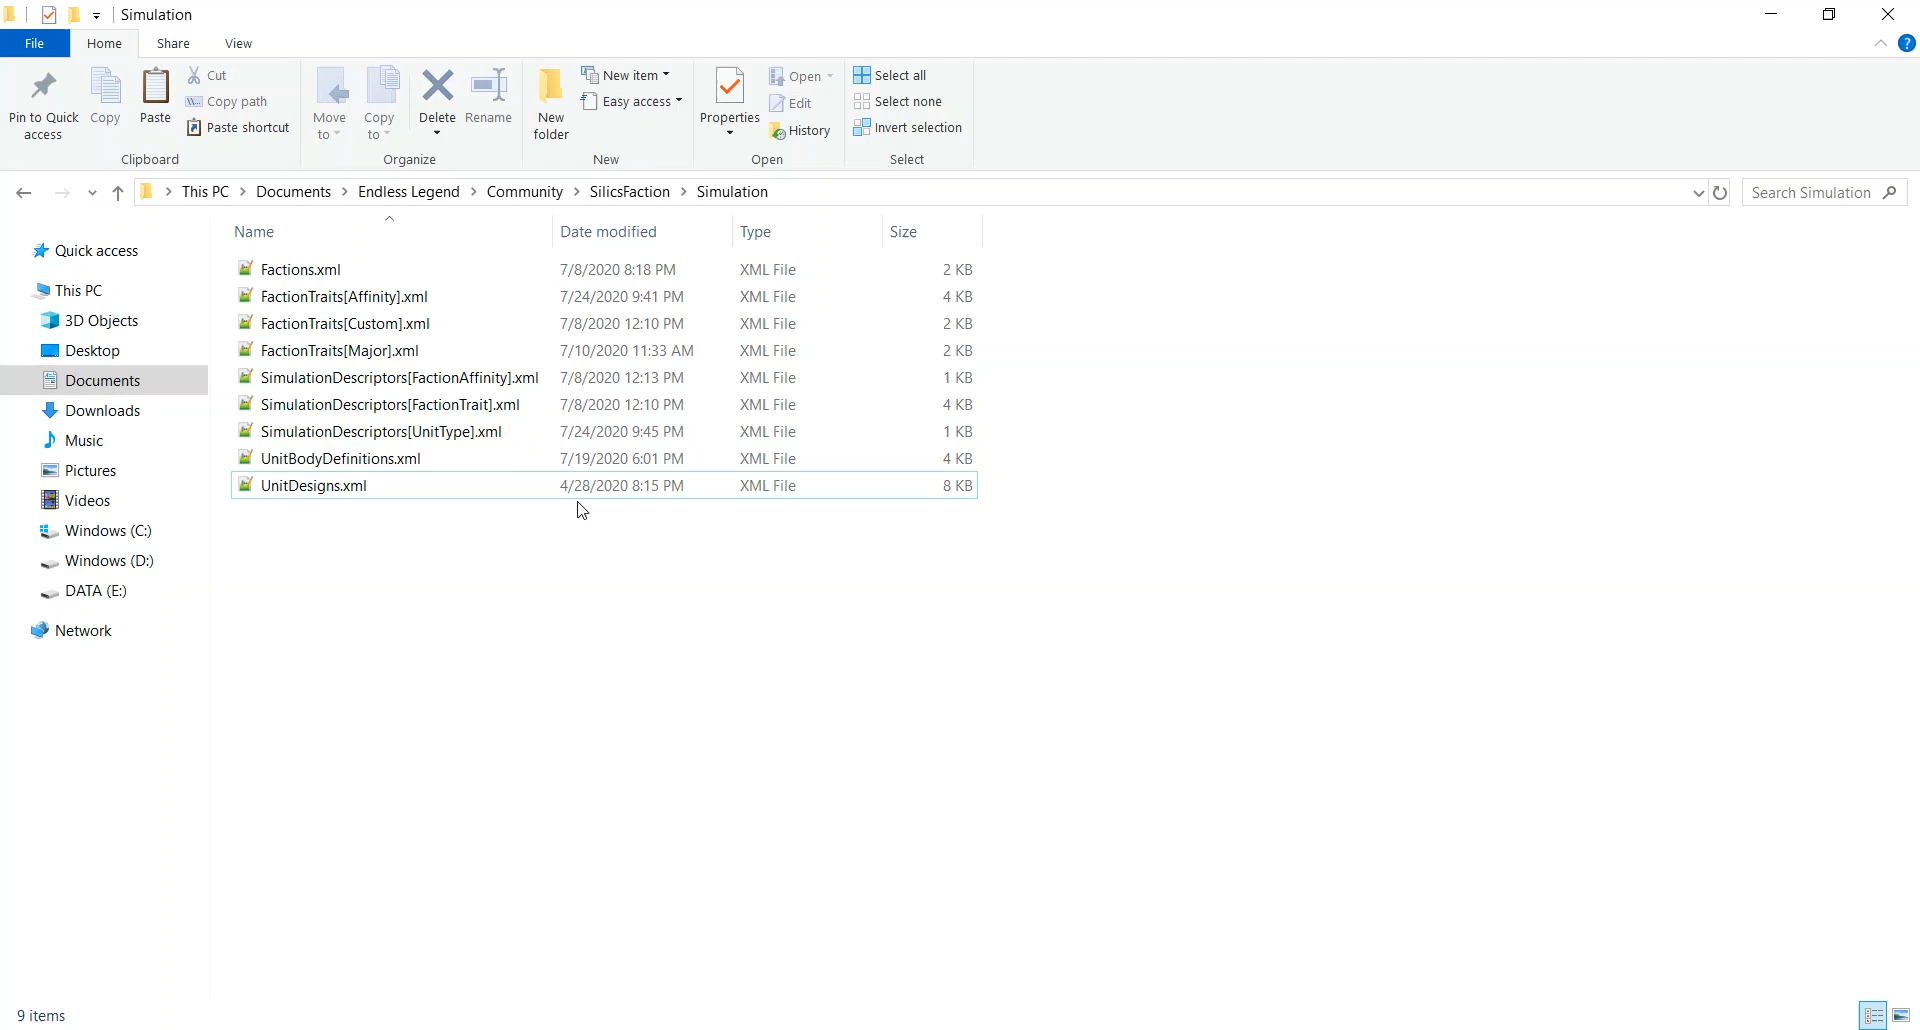 Simulation
File Home Share View
Pin to Quick access
Copy
Paste
Cut
Copy path
Paste shortcut
Clipboard
Move to
Copy to
Delete
Rename
Organize
New folder
New item
Easy access
New
Properties
Open
Edit
History
Open
Select all
Select none
Invert selection
Select
This PC > Documents > Endless Legend > Community > SilicsFaction > Simulation
Search Simulation
Quick access
This PC
3D Objects
Desktop
Documents
Downloads
Music
Pictures
Videos
Windows (C:)
Windows (D:)
DATA (E:)
Network
Name Date modified Type Size
Factions.xml 7/8/2020 8:18 PM XML File 2 KB
FactionTraits[Affinity].xml 7/24/2020 9:41 PM XML File 4 KB
FactionTraits[Custom].xml 7/8/2020 12:10 PM XML File 2 KB
FactionTraits[Major].xml 7/10/2020 11:33 AM XML File 2 KB
SimulationDescriptors[FactionAffinity].xml 7/8/2020 12:13 PM XML File 1 KB
SimulationDescriptors[FactionTrait].xml 7/8/2020 12:10 PM XML File 4 KB
SimulationDescriptors[UnitType].xml 7/24/2020 9:45 PM XML File 1 KB
UnitBodyDefinitions.xml 7/19/2020 6:01 PM XML File 4 KB
UnitDesigns.xml 4/28/2020 8:15 PM XML File 8 KB
9 items